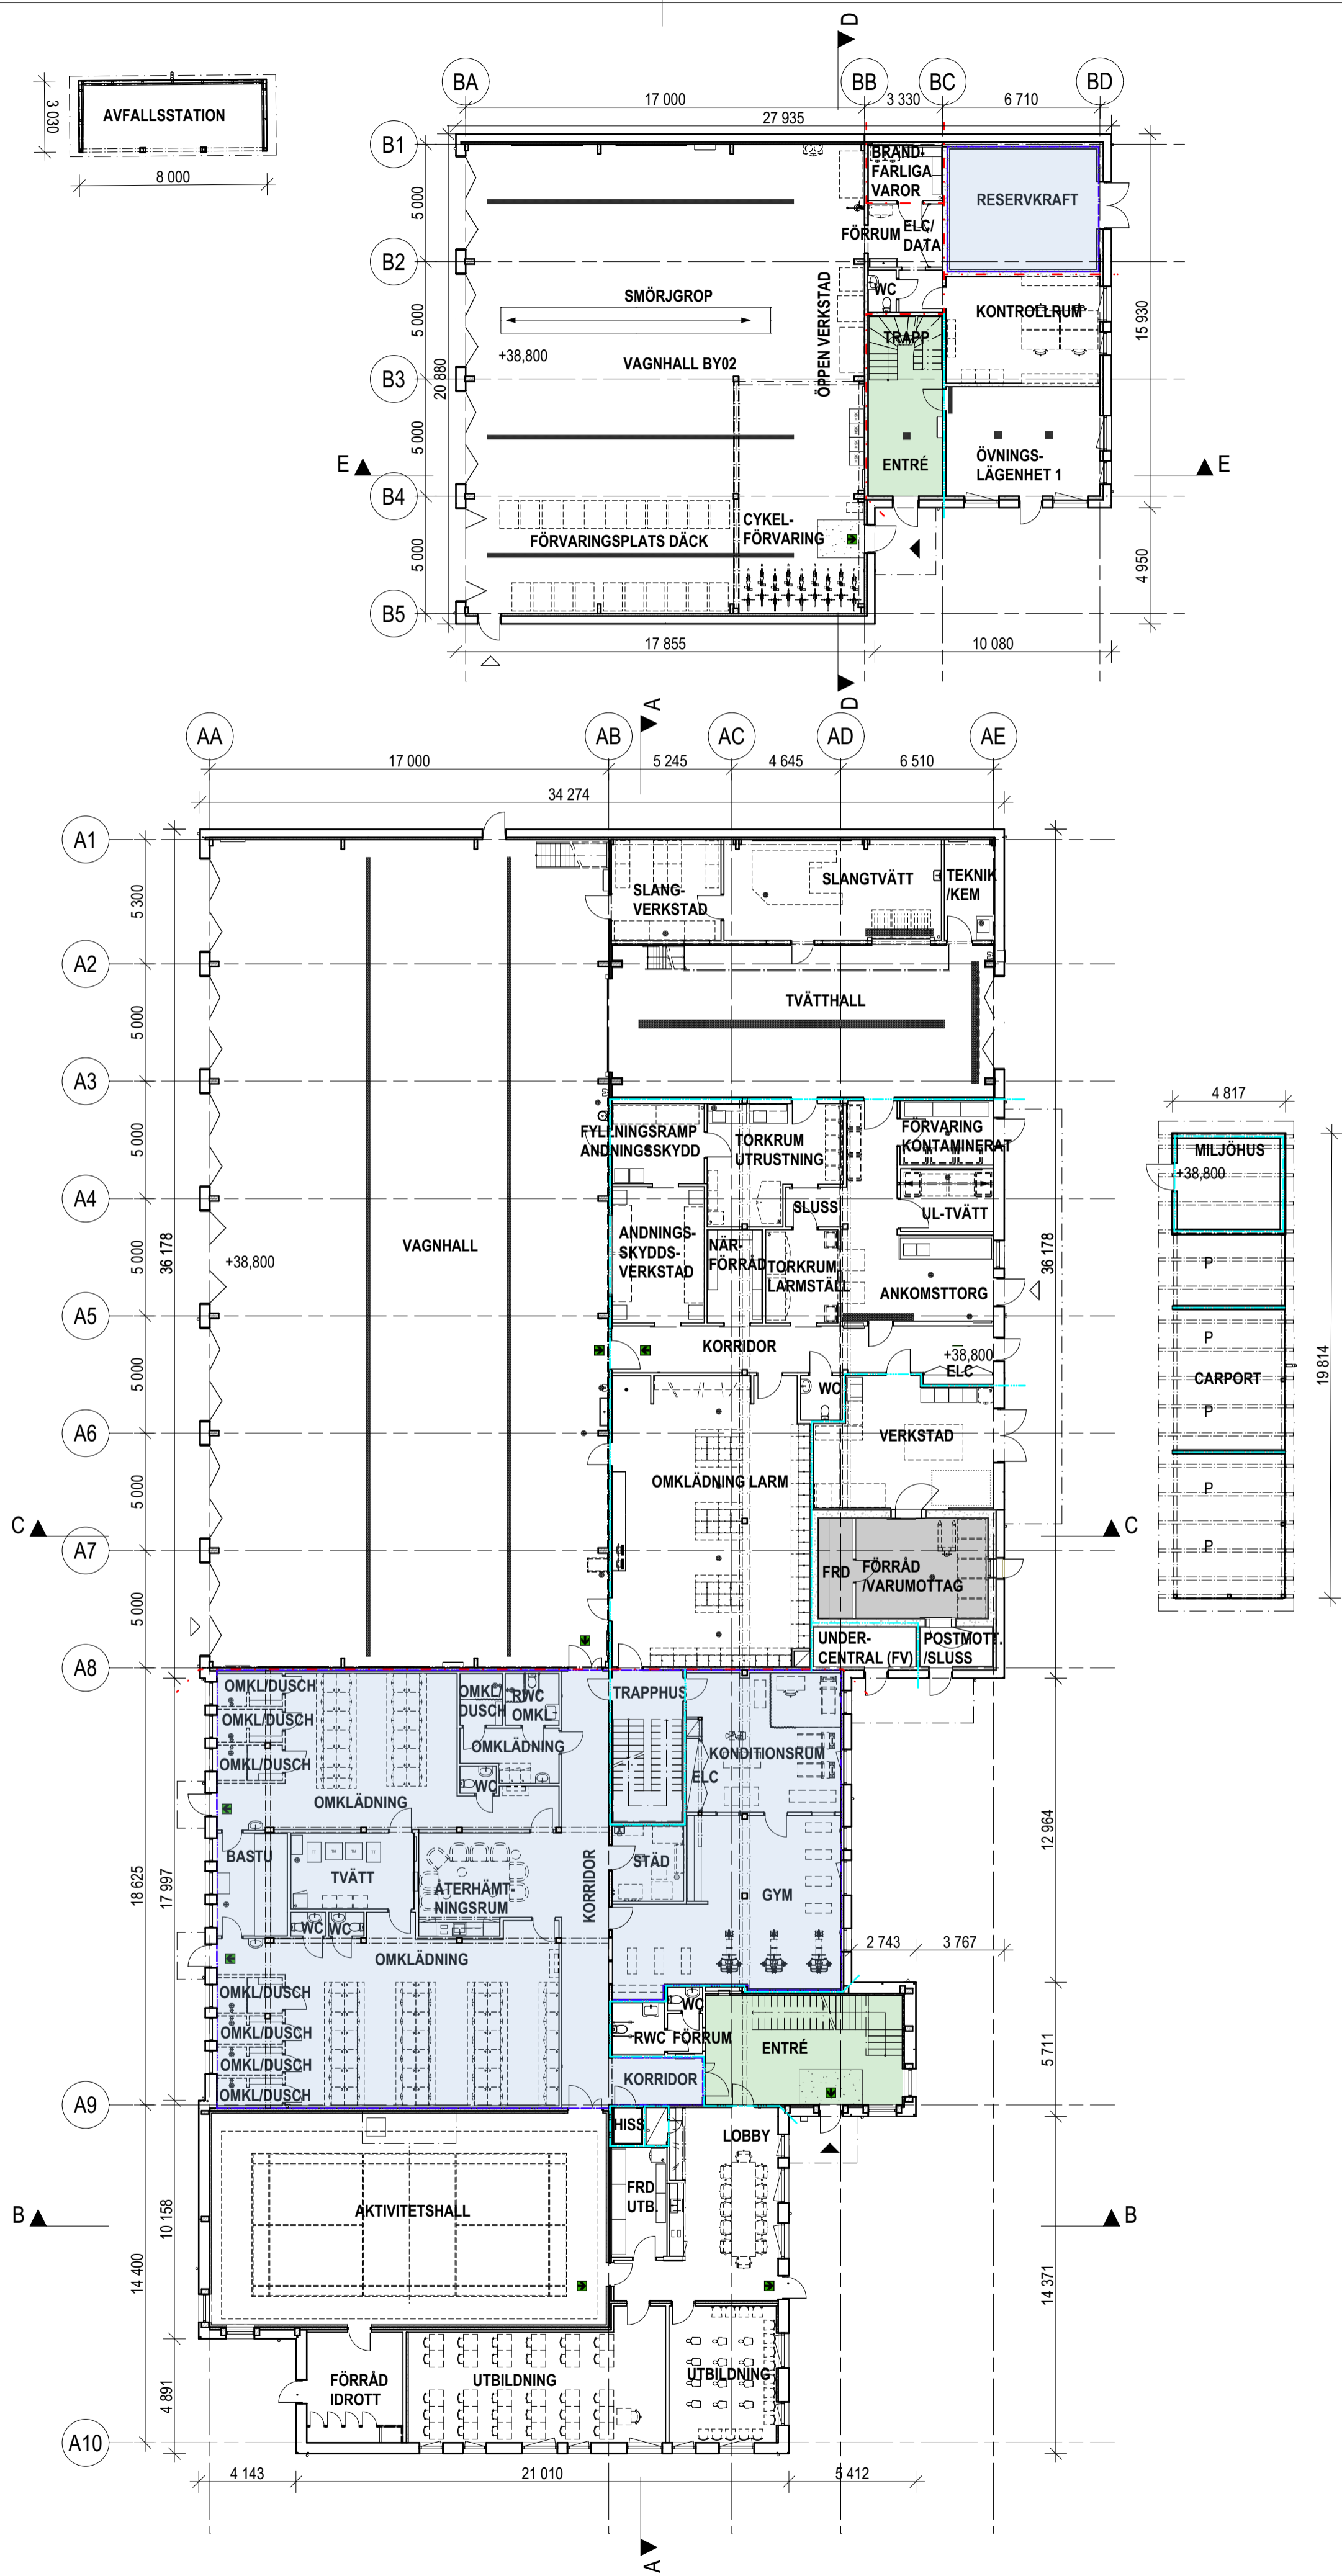 D
BA
BB
BC
BD
17 000
3 330
6 710
27 935
3 030
AVFALLSSTATION
8 000
B1
B2
B3
B4
B5
5 000
5 000
5 000
5 000
20 880
BRAND-
FARLIGA
VAROR
RESERVKRAFT
FÖRRUM
ELC/
DATA
WC
SMÖRJGROP
ÖPPEN VERKSTAD
KONTROLLRUM
TRAPP
+38,800
VAGNHALL BY02
15 930
E
E
ENTRÉ
ÖVNINGS-
LÄGENHET 1
CYKEL-
FÖRVARING
FÖRVARINGSPLATS DÄCK
4 950
17 855
10 080
D
A
AA
AB
AC
AD
AE
17 000
5 245
4 645
6 510
34 274
A1
A2
A3
A4
A5
A6
A7
A8
A9
A10
5 300
5 000
5 000
5 000
5 000
5 000
5 000
36 178
36 178
SLANG-
VERKSTAD
SLANGTVÄTT
TEKNIK
/KEM
TVÄTTHALL
FYLLNINGSRAMP
ANDNINGSSKYDD
TORKRUM
UTRUSTNING
FÖRVARING
KONTAMINERAT
SLUSS
UL-TVÄTT
VAGNHALL
+38,800
ANDNINGS-
SKYDDS-
VERKSTAD
NÄR-
FÖRRÅD
TORKRUM
LARMSTÄLL
ANKOMSTTORG
KORRIDOR
+38,800
ELC
WC
VERKSTAD
OMKLÄDNING LARM
FRD
FÖRRÅD
/VARUMOTTAG
UNDER-
CENTRAL (FV)
POSTMOTT.
/SLUSS
C
C
4 817
MILJÖHUS
+38,800
P
P
CARPORT
P
P
P
19 814
OMKL/DUSCH
OMKL/DUSCH
OMKL/DUSCH
OMKL
DUSCH
RWC
OMKL
OMKLÄDNING
WC
OMKLÄDNING
TRAPPHUS
KONDITIONSRUM
ELC
BASTU
TVÄTT
ÅTERHÄMT-
NINGSRUM
KORRIDOR
STÄD
GYM
WC
WC
OMKLÄDNING
OMKL/DUSCH
OMKL/DUSCH
OMKL/DUSCH
OMKL/DUSCH
WC
RWC
FÖRRUM
ENTRÉ
KORRIDOR
18 625
17 997
12 964
2 743
3 767
5 711
HISS
LOBBY
FRD
UTB.
AKTIVITETSHALL
B
B
10 158
14 400
14 371
4 891
FÖRRÅD
IDROTT
UTBILDNING
UTBILDNING
4 143
21 010
5 412
A